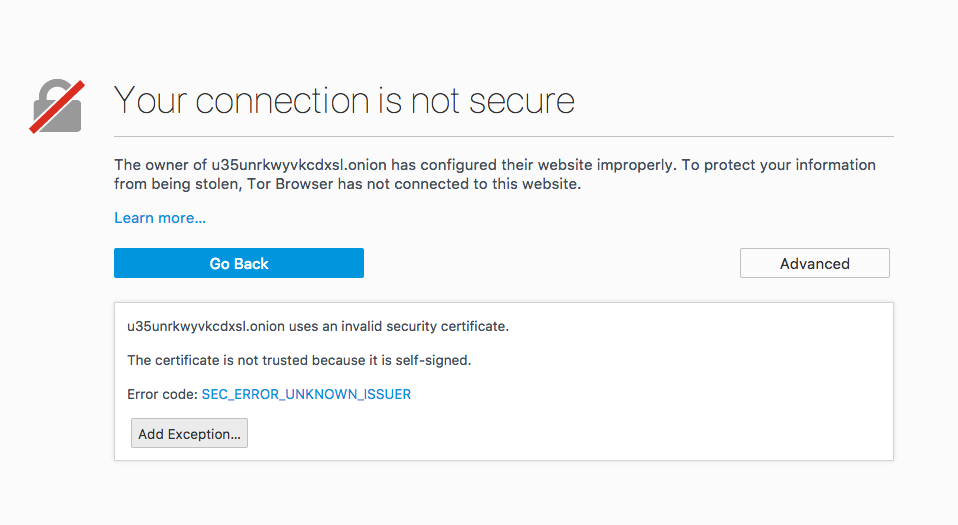 Your connection is not secure
The owner of u35unrkwyvkcdxsl.onion has configured their website improperly. To protect your information
from being stolen, Tor Browser has not connected to this website.
Learn more...
Go Back
Advanced
u35unrkwyvkcdxsl.onion uses an invalid security certificate.
The certificate is not trusted because it is self-signed.
Error code: SEC_ERROR_UNKNOWN_ISSUER
Add Exception...